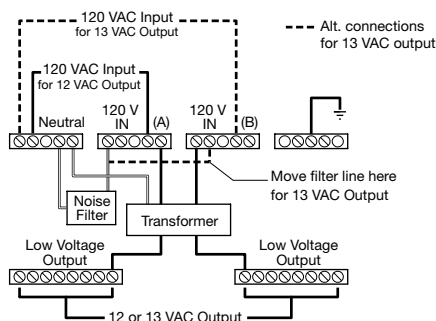 120 VAC Input
for 13 VAC Output
Alt. connections
for 13 VAC output
120 VAC Input
for 12 VAC Output
Neutral
120 V
IN
(A)
120 V
IN
(B)
Move filter line here
for 13 VAC Output
Noise
Filter
Transformer
Low Voltage
Output
Low Voltage
Output
12 or 13 VAC Output